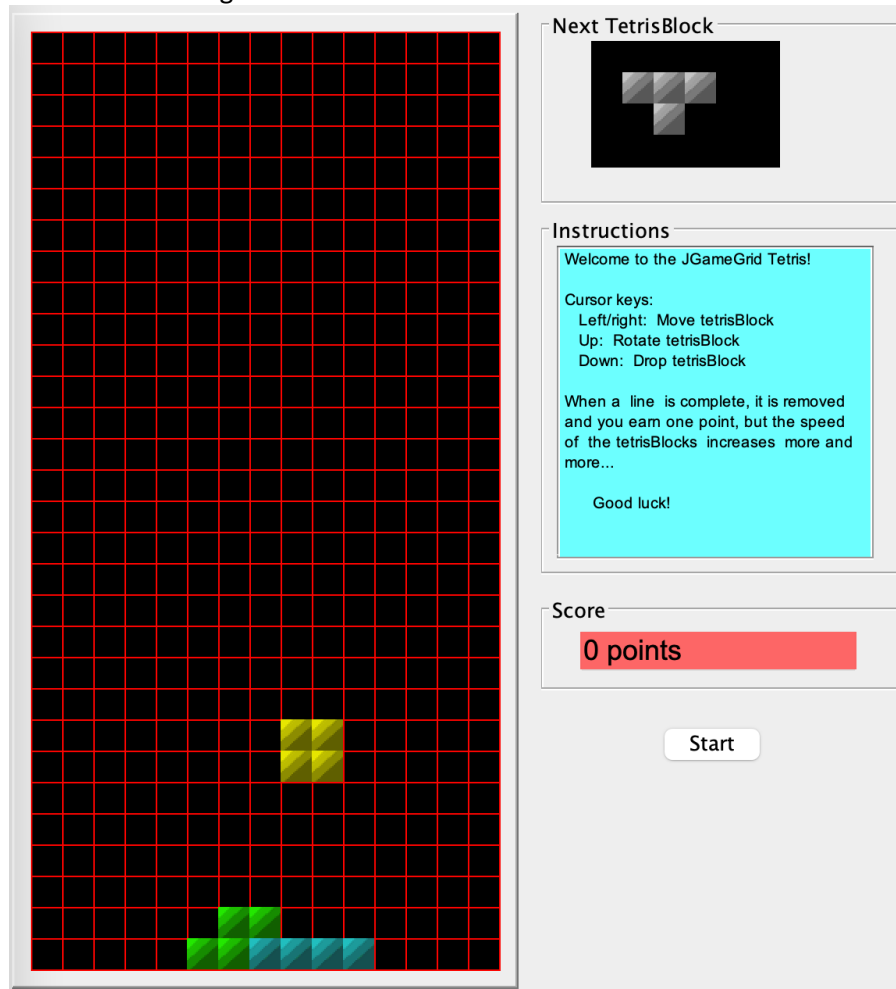 Next TetrisBlock
Instructions
Welcome to the JGameGrid Tetris!
Cursor keys:
Left/right: Move tetrisBlock
Up: Rotate tetrisBlock
Down: Drop tetrisBlock
When a line is complete, it is removed
and you earn one point, but the speed
of the tetrisBlocks increases more and
more...
Good luck!
Score
0 points
Start